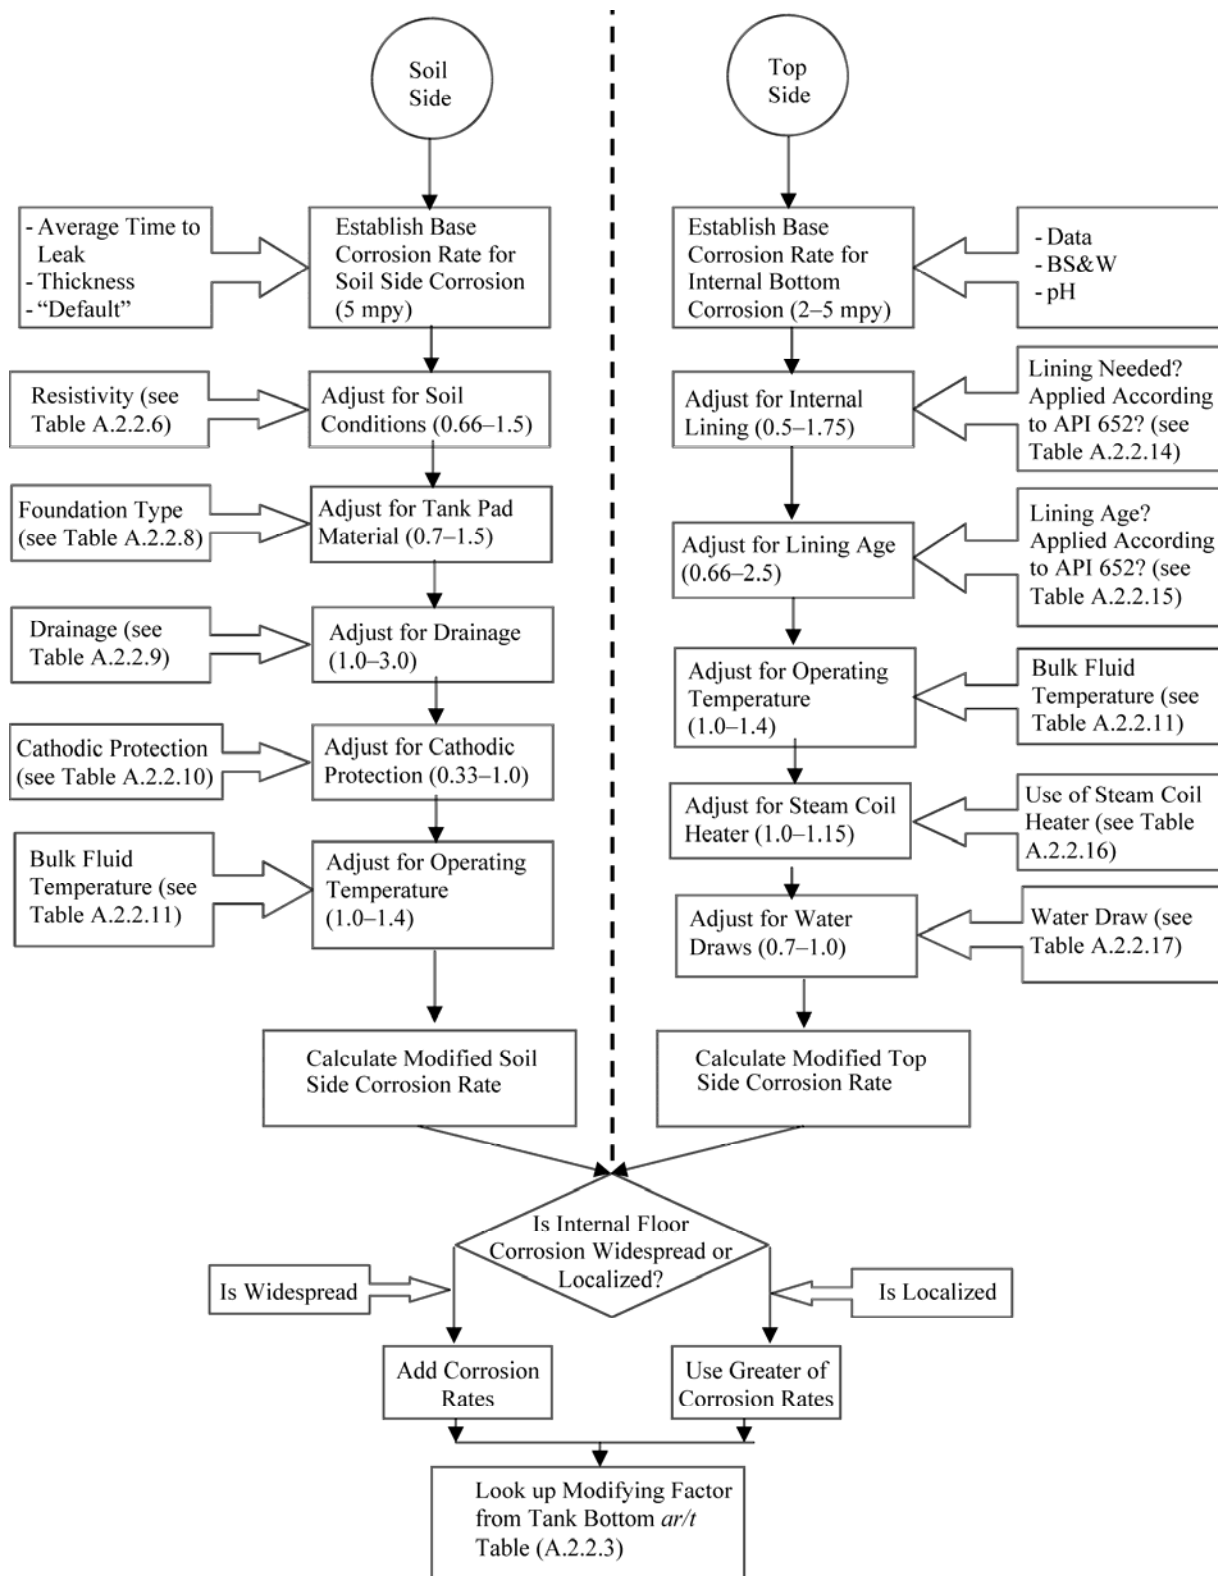 Soil
Side
Top
Side
- Average Time to
Leak
- Thickness
- “Default”
Establish Base
Corrosion Rate for
Soil Side Corrosion
(5 mpy)
Establish Base
Corrosion Rate for
Internal Bottom
Corrosion (2–5 mpy)
- Data
- BS&W
- pH
Resistivity (see
Table A.2.2.6)
Adjust for Soil
Conditions (0.66–1.5)
Adjust for Internal
Lining (0.5–1.75)
Lining Needed?
Applied According
to API 652? (see
Table A.2.2.14)
Foundation Type
(see Table A.2.2.8)
Adjust for Tank Pad
Material (0.7–1.5)
Adjust for Lining Age
(0.66–2.5)
Lining Age?
Applied According
to API 652? (see
Table A.2.2.15)
Drainage (see
Table A.2.2.9)
Adjust for Drainage
(1.0–3.0)
Adjust for Operating
Temperature
(1.0–1.4)
Bulk Fluid
Temperature (see
Table A.2.2.11)
Cathodic Protection
(see Table A.2.2.10)
Adjust for Cathodic
Protection (0.33–1.0)
Adjust for Steam Coil
Heater (1.0–1.15)
Use of Steam Coil
Heater (see Table
A.2.2.16)
Bulk Fluid
Temperature (see
Table A.2.2.11)
Adjust for Operating
Temperature
(1.0–1.4)
Adjust for Water
Draws (0.7–1.0)
Water Draw (see
Table A.2.2.17)
Calculate Modified Soil
Side Corrosion Rate
Calculate Modified Top
Side Corrosion Rate
Is Internal Floor
Corrosion Widespread or
Localized?
Is Widespread
Is Localized
Add Corrosion
Rates
Use Greater of
Corrosion Rates
Look up Modifying Factor
from Tank Bottom ar/t
Table (A.2.2.3)